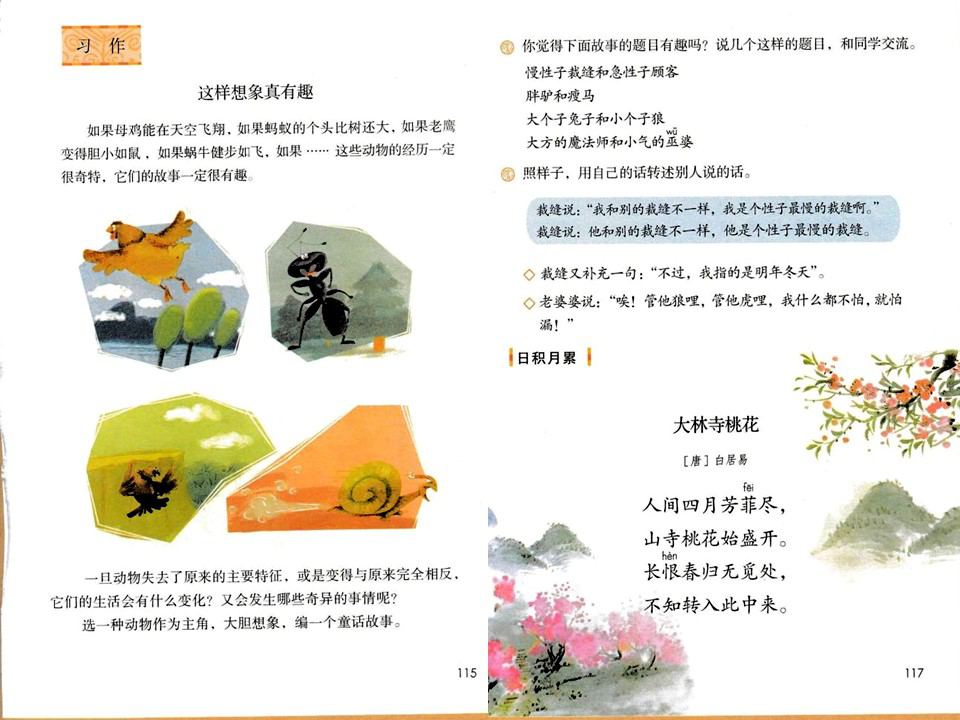 习 作
这样想象真有趣
如果母鸡能在天空飞翔，如果蚂蚁的个头比树还大，如果老鹰
变得胆小如鼠，如果蜗牛健步如飞，如果……这些动物的经历一定
很奇特，它们的故事一定很有趣。
一旦动物失去了原来的主要特征，或是变得与原来完全相反，
它们的生活会有什么变化？又会发生哪些奇异的事情呢？
选一种动物作为主角，大胆想象，编一个童话故事。
115
你觉得下面故事的题目有趣吗？说几个这样的题目，和同学交流。
慢性子裁缝和急性子顾客
胖驴和瘦马
大个子兔子和小个子狼
wū
大方的魔法师和小气的巫婆
照样子，用自己的话转述别人说的话。
裁缝说：“我和别的裁缝不一样，我是个性子最慢的裁缝啊。”
裁缝说：他和别的裁缝不一样，他是个性子最慢的裁缝。
◇ 裁缝又补充一句：“不过，我指的是明年冬天”。
◇ 老婆婆说：“唉！管他狼哩，管他虎哩，我什么都不怕，就怕
漏！”
日积月累
大林寺桃花
［唐］白居易
fēi
人间四月芳菲尽，
山寺桃花始盛开。
hèn
长恨春归无觅处，
不知转入此中来。
117